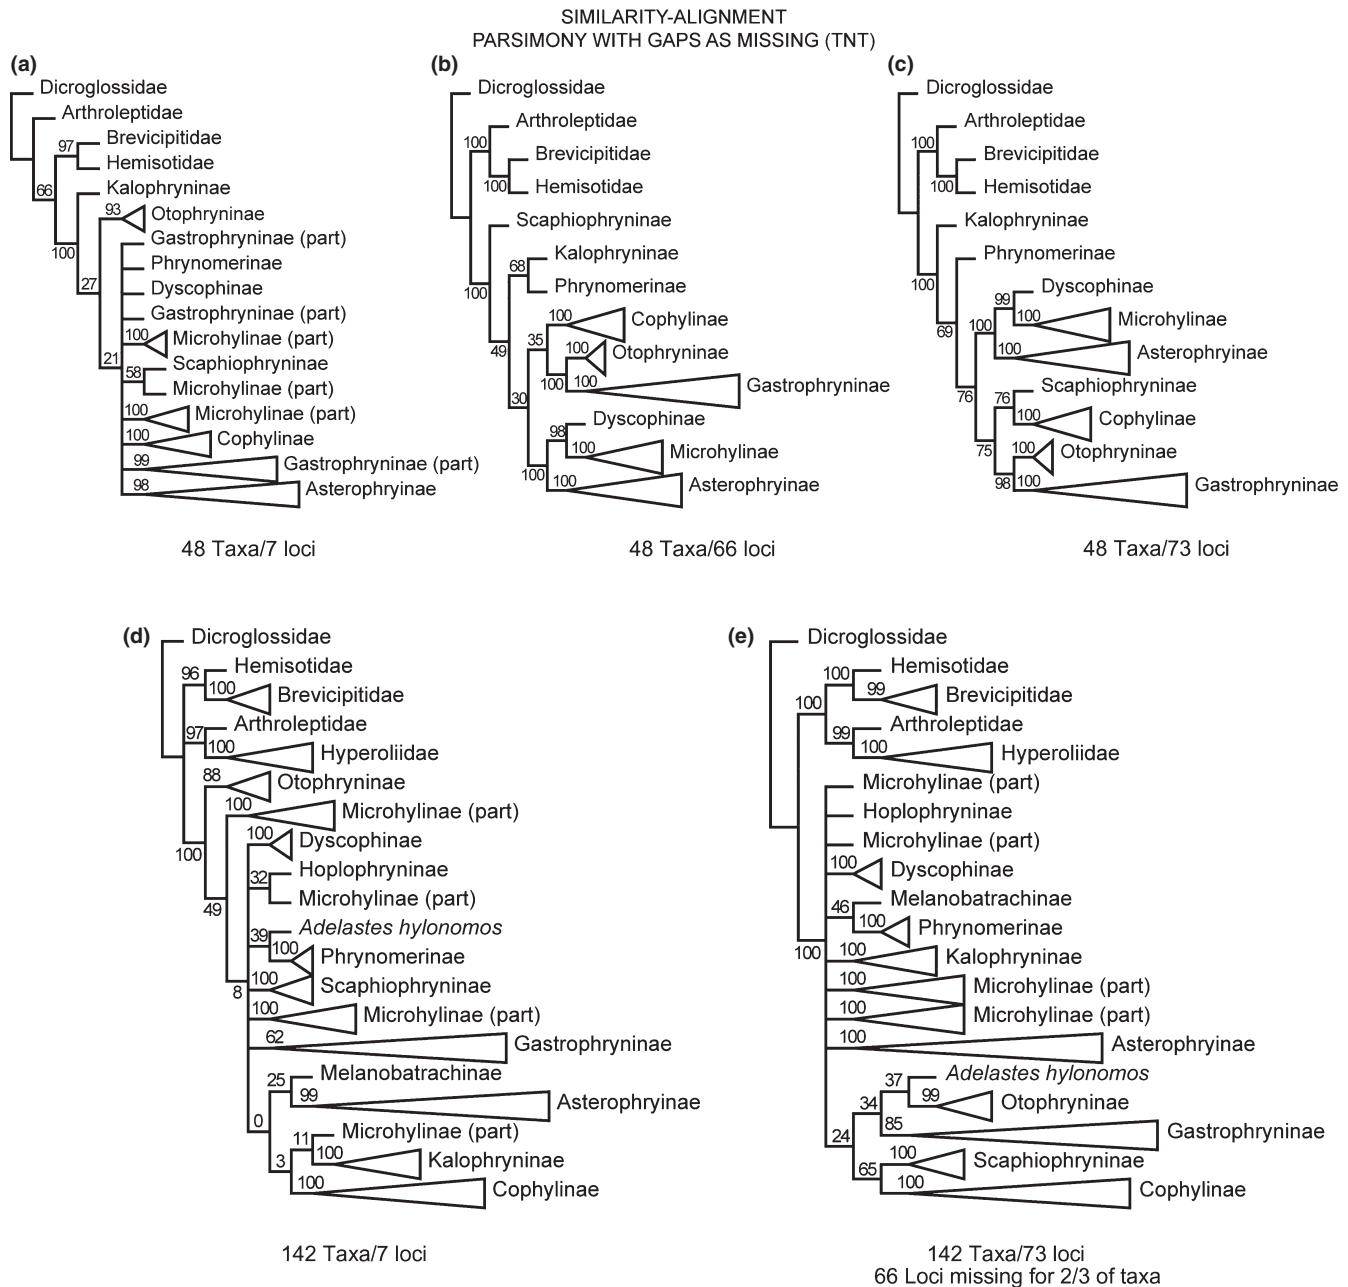 SIMILARITY-ALIGNMENT
PARSIMONY WITH GAPS AS MISSING (TNT)
(a)
Dicroglossidae
Arthroleptidae
97 Brevicipitidae
Hemisotidae
66 Kalophryninae
93 Otophryninae
Gastrophryninae (part)
100
Phrynomerinae
27 Dyscophinae
Gastrophryninae (part)
100 Microhylinae (part)
21 Scaphiophryninae
58 Microhylinae (part)
100 Microhylinae (part)
100 Cophylinae
99 Gastrophryninae (part)
98 Asterophryinae
48 Taxa/7 loci
(b)
Dicroglossidae
Arthroleptidae
100
Brevicipitidae
100 Hemisotidae
Scaphiophryninae
Kalophryninae
68
100 Phrynomerinae
100 Cophylinae
49 35
100 Otophryninae
100 100 Gastrophryninae
30
Dyscophinae
98
100 Microhylinae
100 100 Asterophryinae
48 Taxa/66 loci
(c)
Dicroglossidae
Arthroleptidae
100
Brevicipitidae
100 Hemisotidae
Kalophryninae
Phrynomerinae
100
Dyscophinae
99
100 Microhylinae
69 100
100 Asterophryinae
Scaphiophryninae
76 76
100 Cophylinae
75 100 Otophryninae
98 100 Gastrophryninae
48 Taxa/73 loci
(d)
Dicroglossidae
Hemisotidae
96
100 Brevicipitidae
Arthroleptidae
97
100 Hyperoliidae
88 Otophryninae
100 Microhylinae (part)
100 Dyscophinae
100
Hoplophryninae
32
Microhylinae (part)
49
Adelastes hylonomos
39
100 Phrynomerinae
100 Scaphiophryninae
8
100 Microhylinae (part)
62 Gastrophryninae
Melanobatrachinae
25
99 Asterophryinae
0
Microhylinae (part)
11
100 Kalophryninae
3
100 Cophylinae
142 Taxa/7 loci
(e)
Dicroglossidae
Hemisotidae
100
99 Brevicipitidae
100
Arthroleptidae
99
100 Hyperoliidae
Microhylinae (part)
Hoplophryninae
Microhylinae (part)
100 Dyscophinae
Melanobatrachinae
46
100 Phrynomerinae
100
100 Kalophryninae
100 Microhylinae (part)
100 Microhylinae (part)
100 Asterophryinae
Adelastes hylonomos
37
99 Otophryninae
34
85 Gastrophryninae
24
100 Scaphiophryninae
65
100 Cophylinae
142 Taxa/73 loci
66 Loci missing for 2/3 of taxa